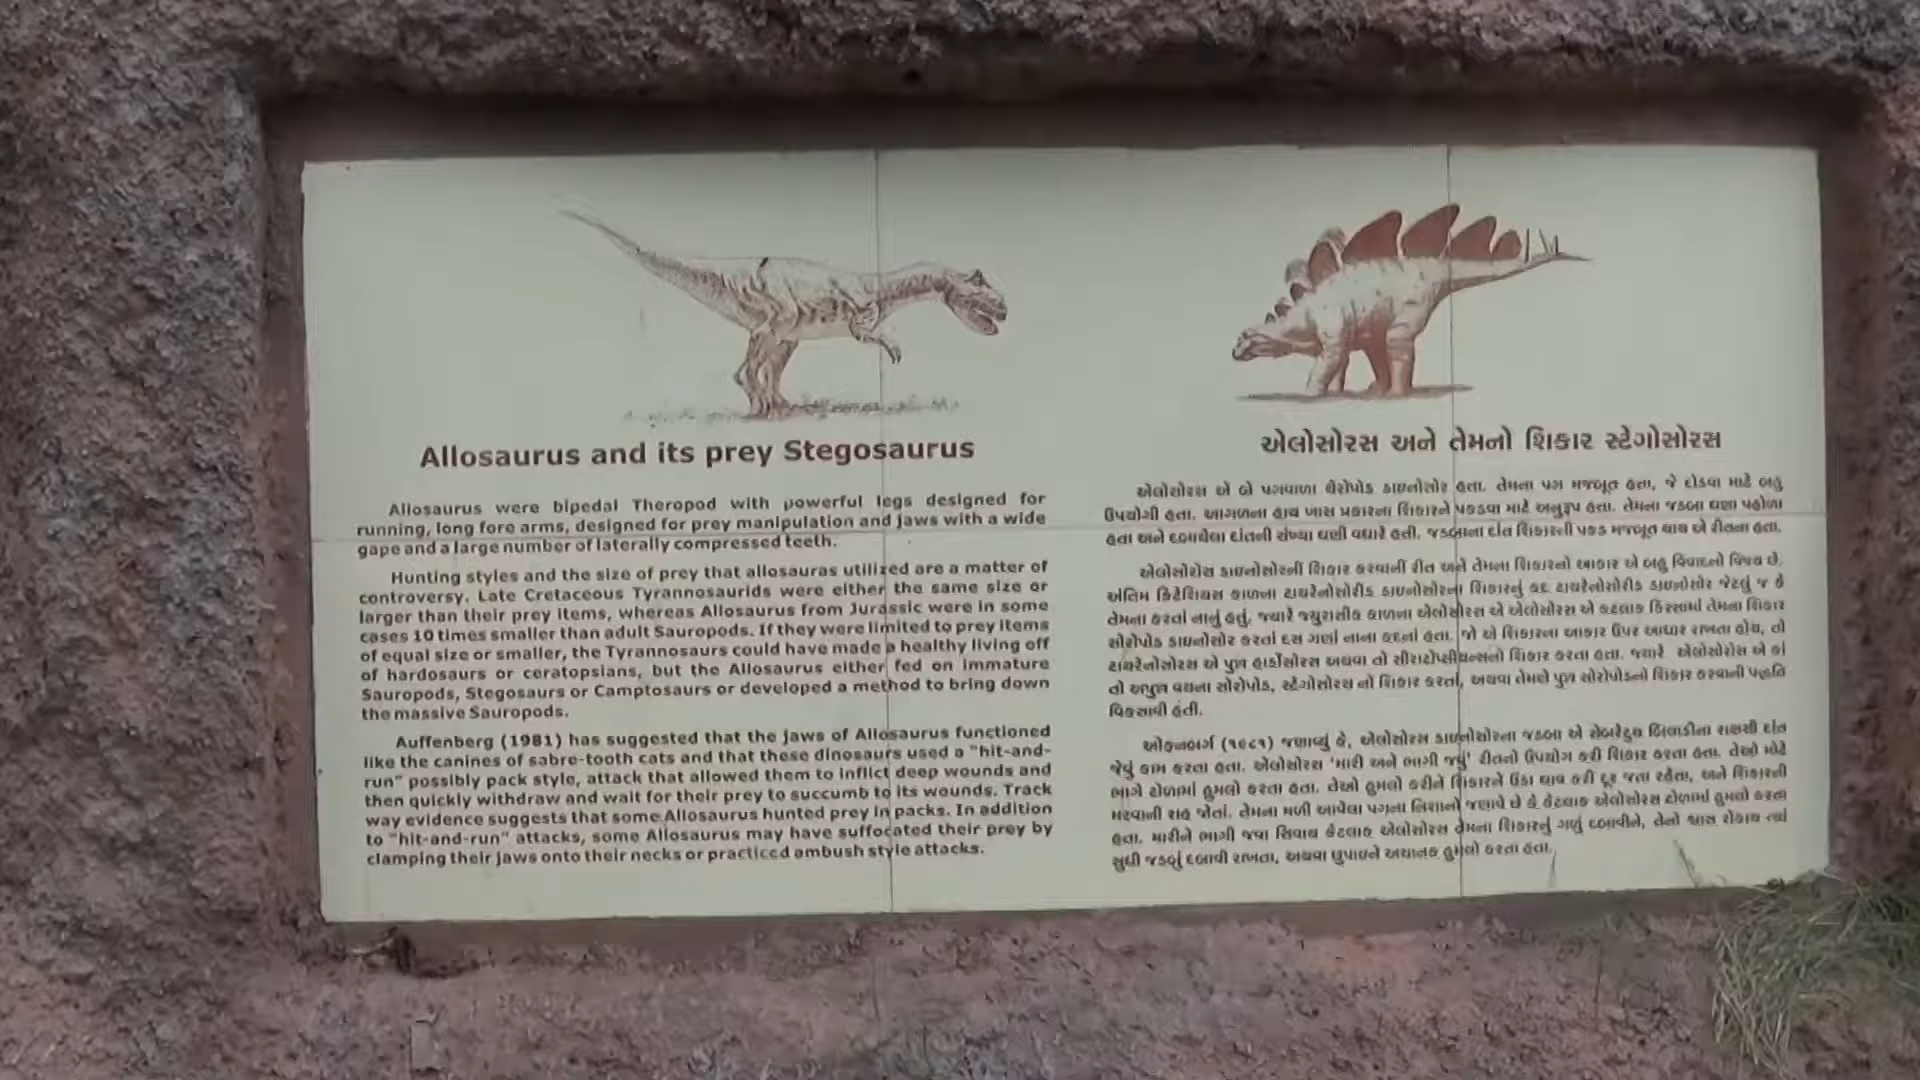 Allosaurus and its prey Stegosaurus
Allosaurus were bipedal Theropod with powerful legs designed for
running, long fore arms, designed for prey manipulation and jaws with a wide
gape and a large number of laterally compressed teeth.
Hunting styles and the size of prey that allosauras utilized are a matter of
controversy. Late Cretaceous Tyrannosaurids were either the same size or
larger than their prey items, whereas Allosaurus from Jurassic were in some
cases 10 times smaller than adult Sauropods. If they were limited to prey items
of equal size or smaller, the Tyrannosaurs could have made a healthy living off
of hardosaurs or ceratopsians, but the Allosaurus either fed on immature
Sauropods, Stegosaurs or Camptosaurs or developed a method to bring down
the massive Sauropods.
Auffenberg (1981) has suggested that the jaws of Allosaurus functioned
like the canines of sabre-tooth cats and that these dinosaurs used a "hit-and-
run" possibly pack style, attack that allowed them to inflict deep wounds and
then quickly withdraw and wait for their prey to succumb to its wounds. Track
way evidence suggests that some Allosaurus hunted prey in packs. In addition
to "hit-and-run" attacks, some Allosaurus may have suffocated their prey by
clamping their jaws onto their necks or practiced ambush style attacks.
એલોસોરસ અને તેમનો શિકાર સ્ટેગોસોરસ
એલોસોરસ એ બે પગવાળા થેરોપોડ ડાઇનોસોર હતા. તેમના પગ મજબૂત હતા, જે દોડવા માટે બહુ
ઉપયોગી હતા. આગળના હાથ ખાસ પ્રકારના શિકારને પકડવા માટે અનુરૂપ હતા. તેમના જડબા ઘણા પહોળા
હતા અને દબાયેલા દાંતની સંખ્યા ઘણી વધારે હતી. જડબાના દાંત શિકારની પકડ મજબૂત થાય એ રીતના હતા.
એલોસોરોસ ડાઇનોસોરની શિકાર કરવાની રીત અને તેમના શિકારનો આકાર એ બહુ વિવાદનો વિષય છે.
અંતિમ ક્રિટેશિયસ કાળના ટાયરેનોસોરીડ ડાઇનોસોરના શિકારનું કદ ટાયરેનોસોરીડ ડાઇનોસોર જેટલું જ કે
તેમના કરતાં નાનું હતું. જ્યારે જયુરાસીક કાળના એલોસોરસ એ એલોસોરસ એ કટલાક કિસ્સામાં તેમના શિકાર
સોરોપોડ ડાઇનોસોર કરતાં દસ ગણાં નાના કદનો હતા. જો એ શિકારના આકાર ઉપર આધાર રાખતા હોય, તો
ટાયરેનોસોરસ એ પુખ્ત હાર્ડોસોરસ અથવા તો સીરાટોપ્સીયન્સનો શિકાર કરતા હતા. જ્યારે એલોસોરોસ એ કાં
તો અપુખ્ત વયના સોરોપોડ, સ્ટેગોસોરસ નો શિકાર કરતાં, અથવા તેમણે પુખ્ત સોરોપોડનો શિકાર કરવાની પધ્ધતિ
વિકસાવી હતી.
ઓફનબર્ગ (૧૯૮૧) જણાવ્યું કે, એલોસોરસ ડાઇનોસોરના જડબા એ સેબરટુથ બિલાડીના રાક્ષસી દાંત
જેવું કામ કરતા હતા. એલોસોરસ 'મારી અને ભાગી જવું' રીતનો ઉપયોગ કરી શિકાર કરતા હતા. તેઓ મોટે
ભાગે ટોળામાં હુમલો કરતા હતા. તેઓ હુમલો કરીને શિકારને ઉંડા ઘાવ કરી દૂર જતા રહેતા, અને શિકારની
મરવાની રાહ જોતાં. તેમના મળી આવેલા પગના નિશાનો જણાવે છે કે કેટલાક એલોસોરસ ટોળામાં હુમલો કરતા
હતા. મારીને ભાગી જવા સિવાય કેટલાક એલોસોરસ તેમના શિકારનું ગળું દબાવીને, તેનો શ્વાસ રોકાય ત્યાં
સુધી જડબું દબાવી રાખતા, અથવા છુપાઇને અચાનક હુમલો કરતા હતા.